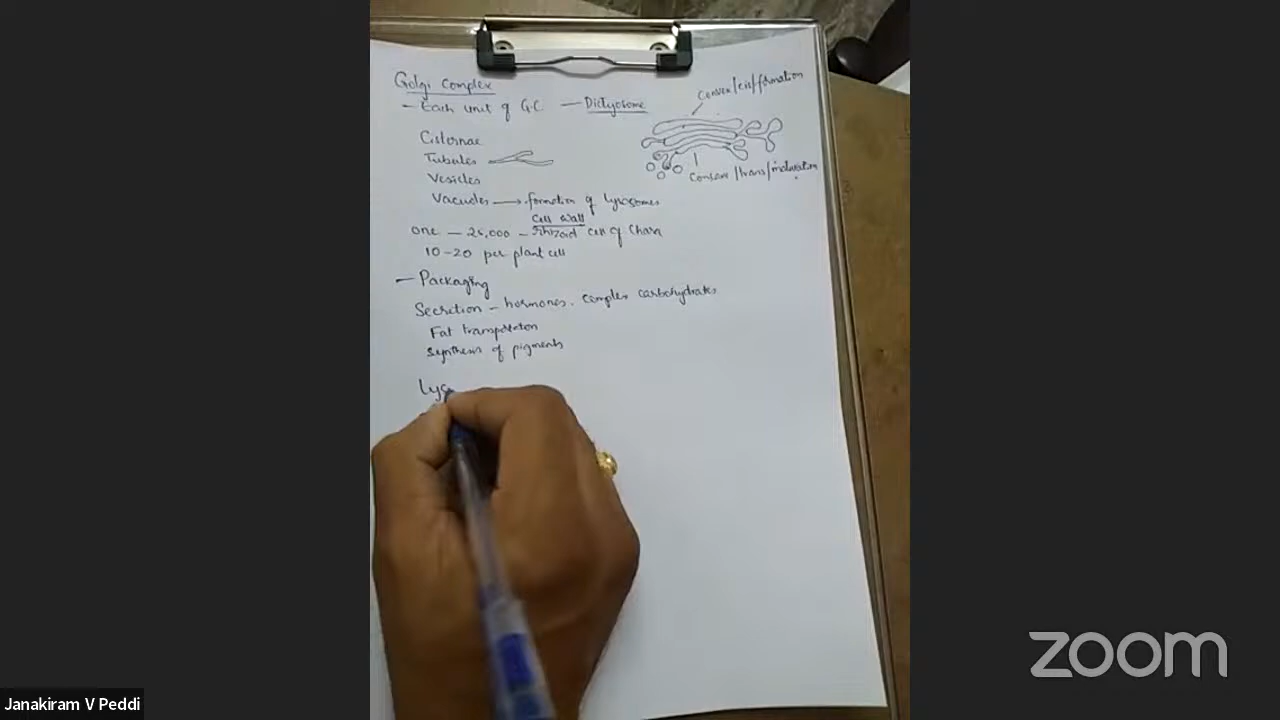 Golgi Complex
- Each unit of G.C - Dictyosome
Convex/cis/formation
Cisternae
Tubules
Vesicles
Concave/trans/maturation
Vacuoles → formation of lysosomes
Cell wall
One - 25,000 - rhizoid cell of Chara
10-20 per plant cell
- Packaging
Secretion - hormones. complex carbohydrates
Fat transportation
synthesis of pigments
Lyso
Janakiram V Peddi
zoom